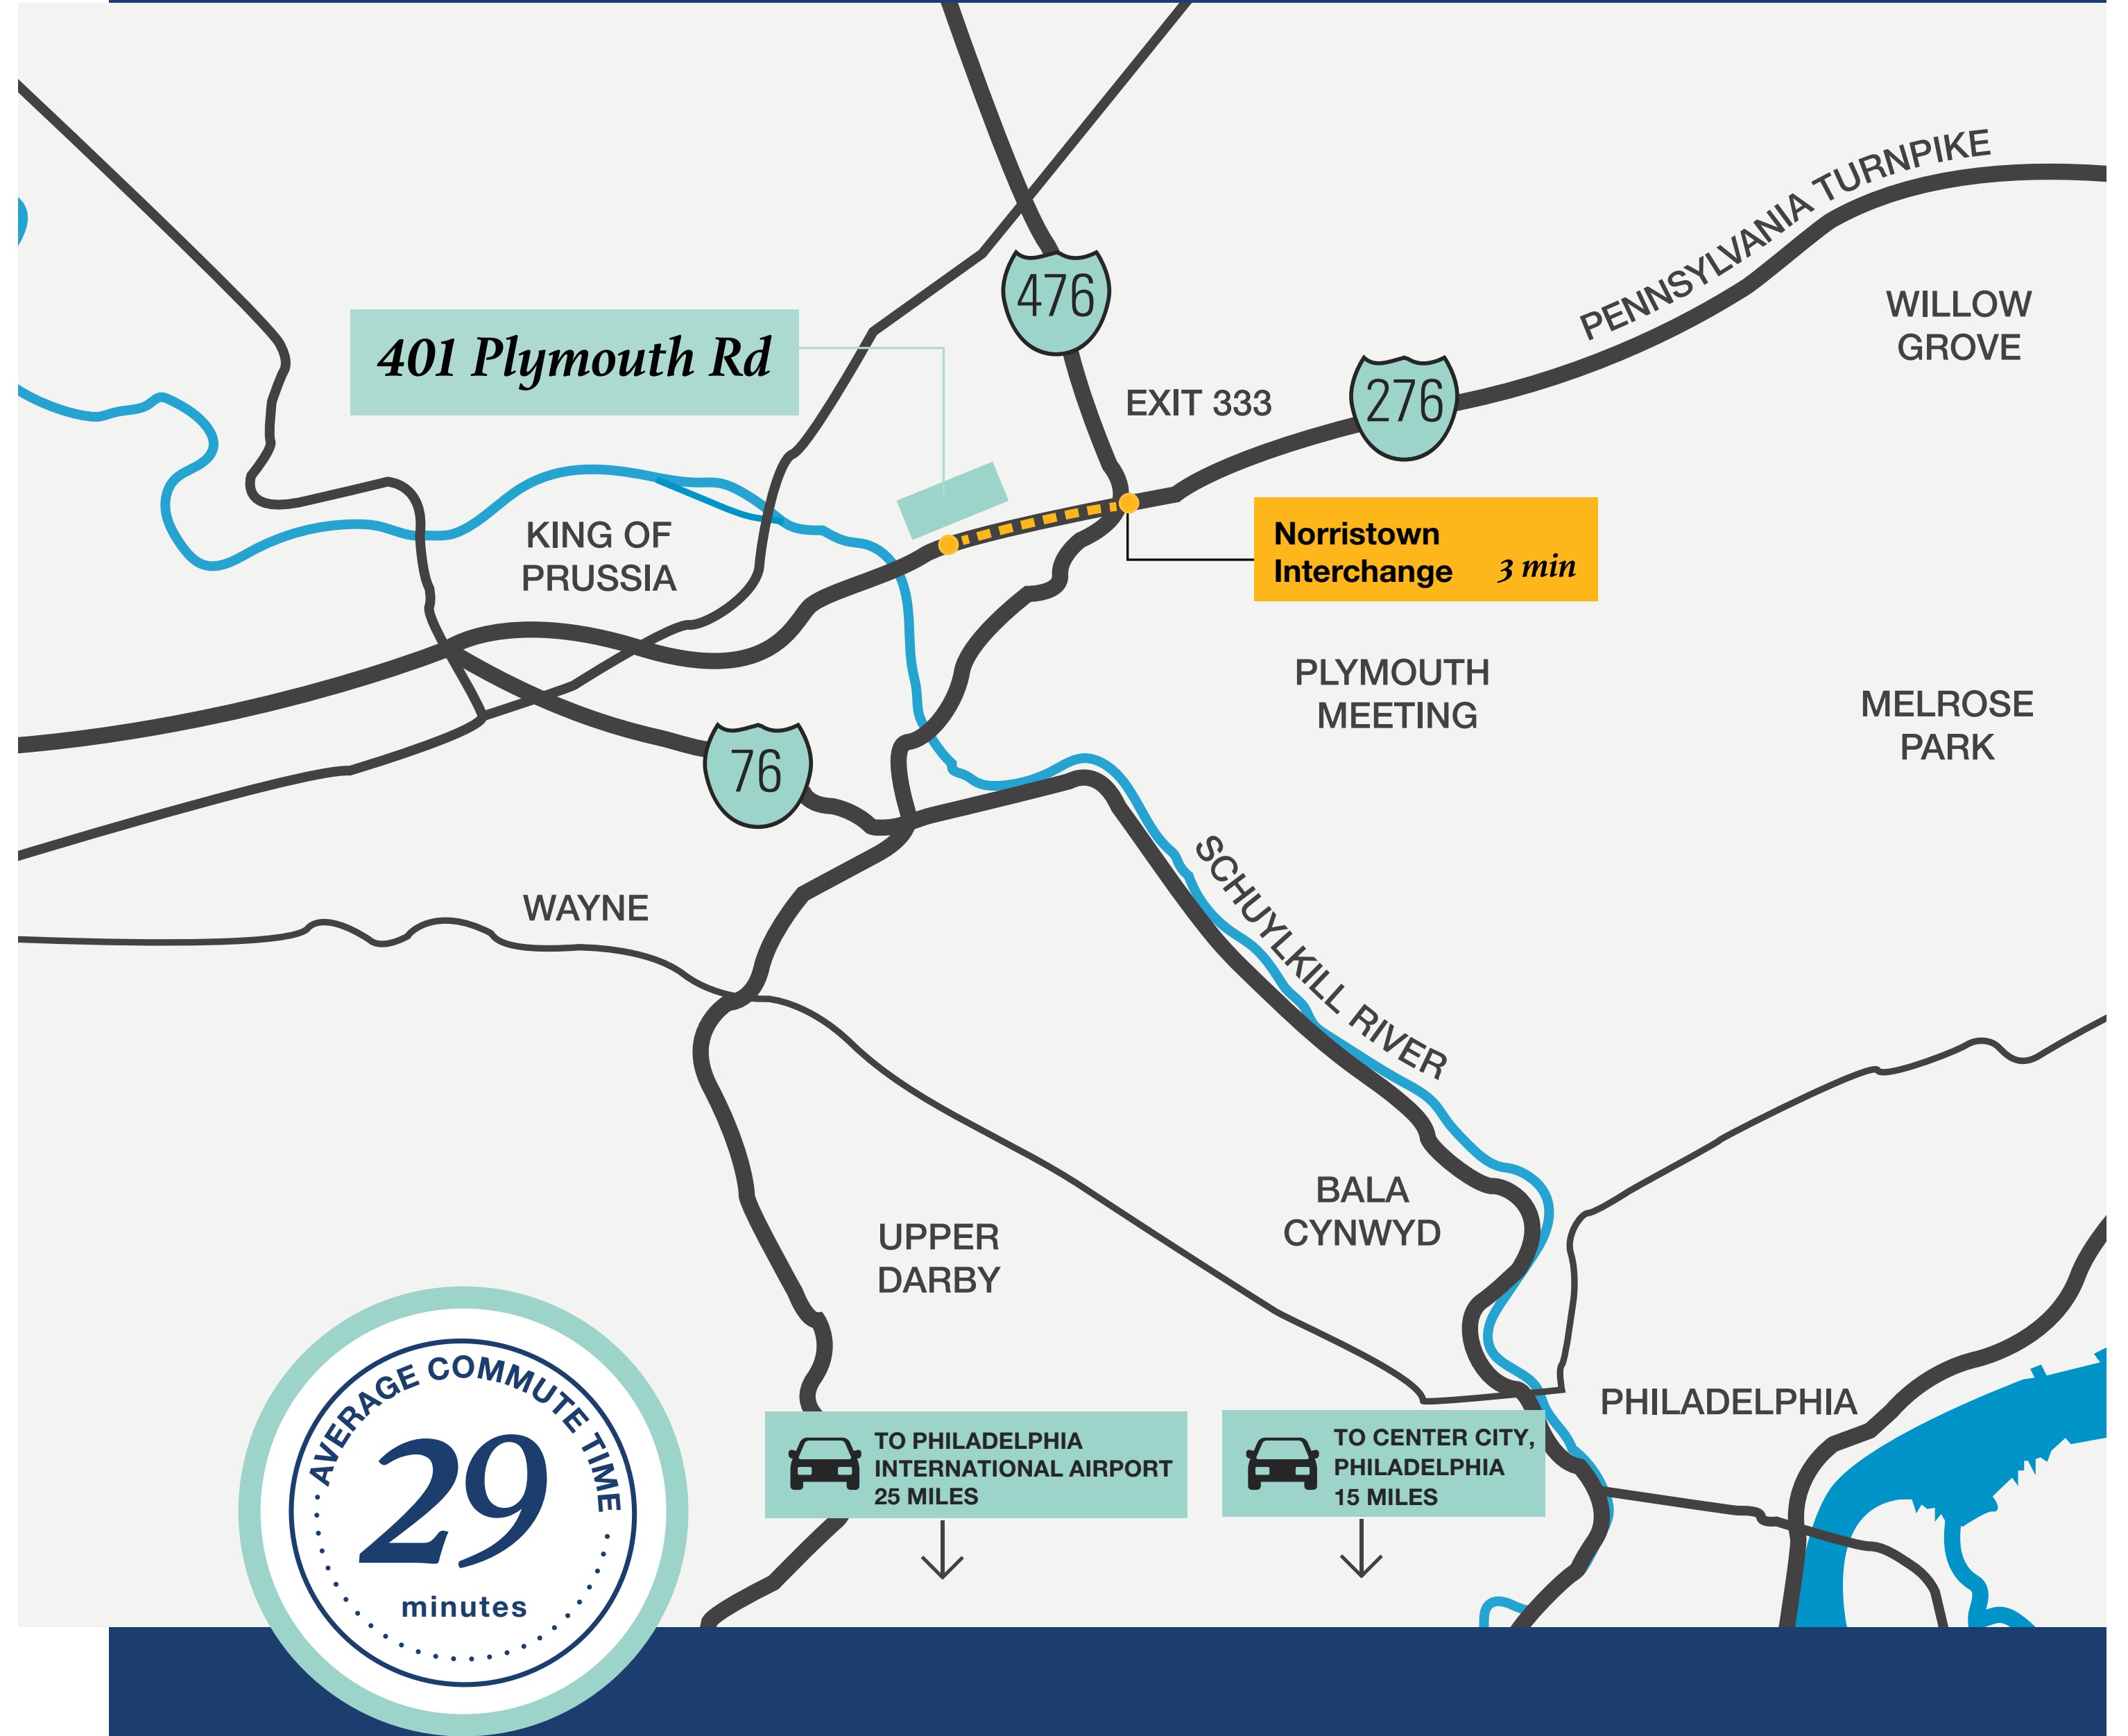 PENNSYLVANIA TURNPIKE
476
WILLOW
GROVE
401 Plymouth Rd
EXIT 333
276
KING OF
PRUSSIA
Norristown
Interchange 3 min
PLYMOUTH
MEETING
MELROSE
PARK
76
SCHUYLKILL RIVER
WAYNE
BALA
CYNWYD
UPPER
DARBY
PHILADELPHIA
AVERAGE COMMUTE TIME
29
minutes
TO PHILADELPHIA
INTERNATIONAL AIRPORT
25 MILES
TO CENTER CITY,
PHILADELPHIA
15 MILES